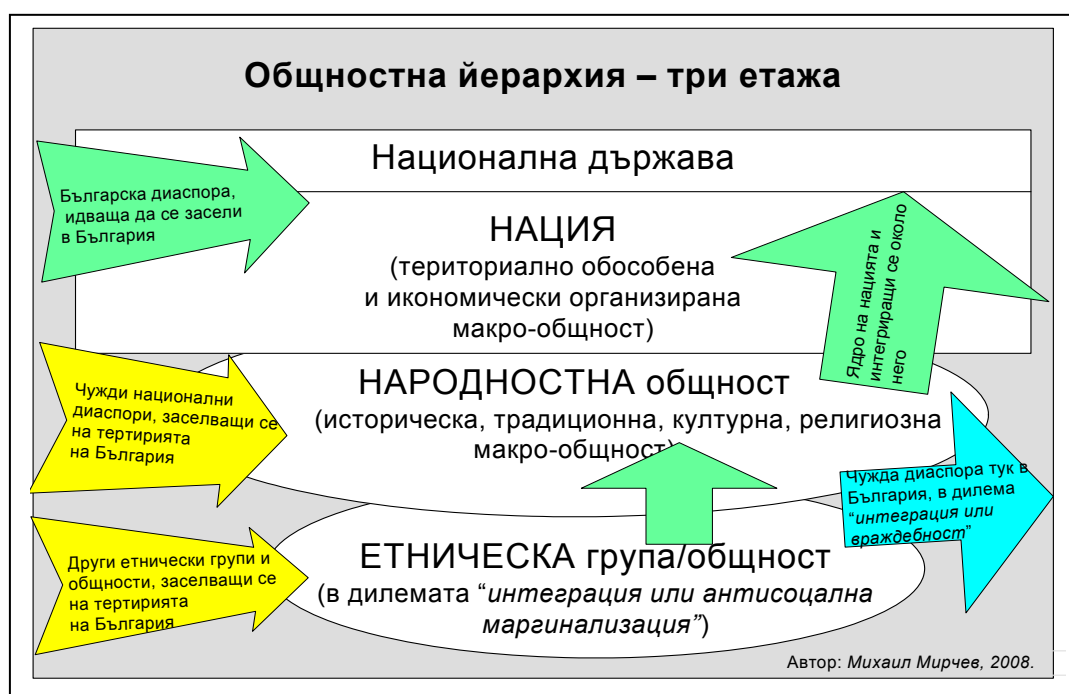 Общностна йерархия – три етажа
Национална държава
Българска диаспора,
идваща да се засели
в България
НАЦИЯ
(териториално обособена
и икономически организирана
макро-общност)
Ядро на нацията и
интегриращи се около
него
Чужди национални
диаспори, заселващи се
на тертирията
на България
НАРОДНОСТНА общност
(историческа, традиционна, културна, религиозна
макро-общност)
Чужда диаспора тук в
България, в дилема
“интеграция или
враждебност”
Други етнически групи и
общности, заселващи се
на тертирията
на България
ЕТНИЧЕСКА група/общност
(в дилемата “интеграция или антисоцална
маргинализация”)
Автор: Михаил Мирчев, 2008.